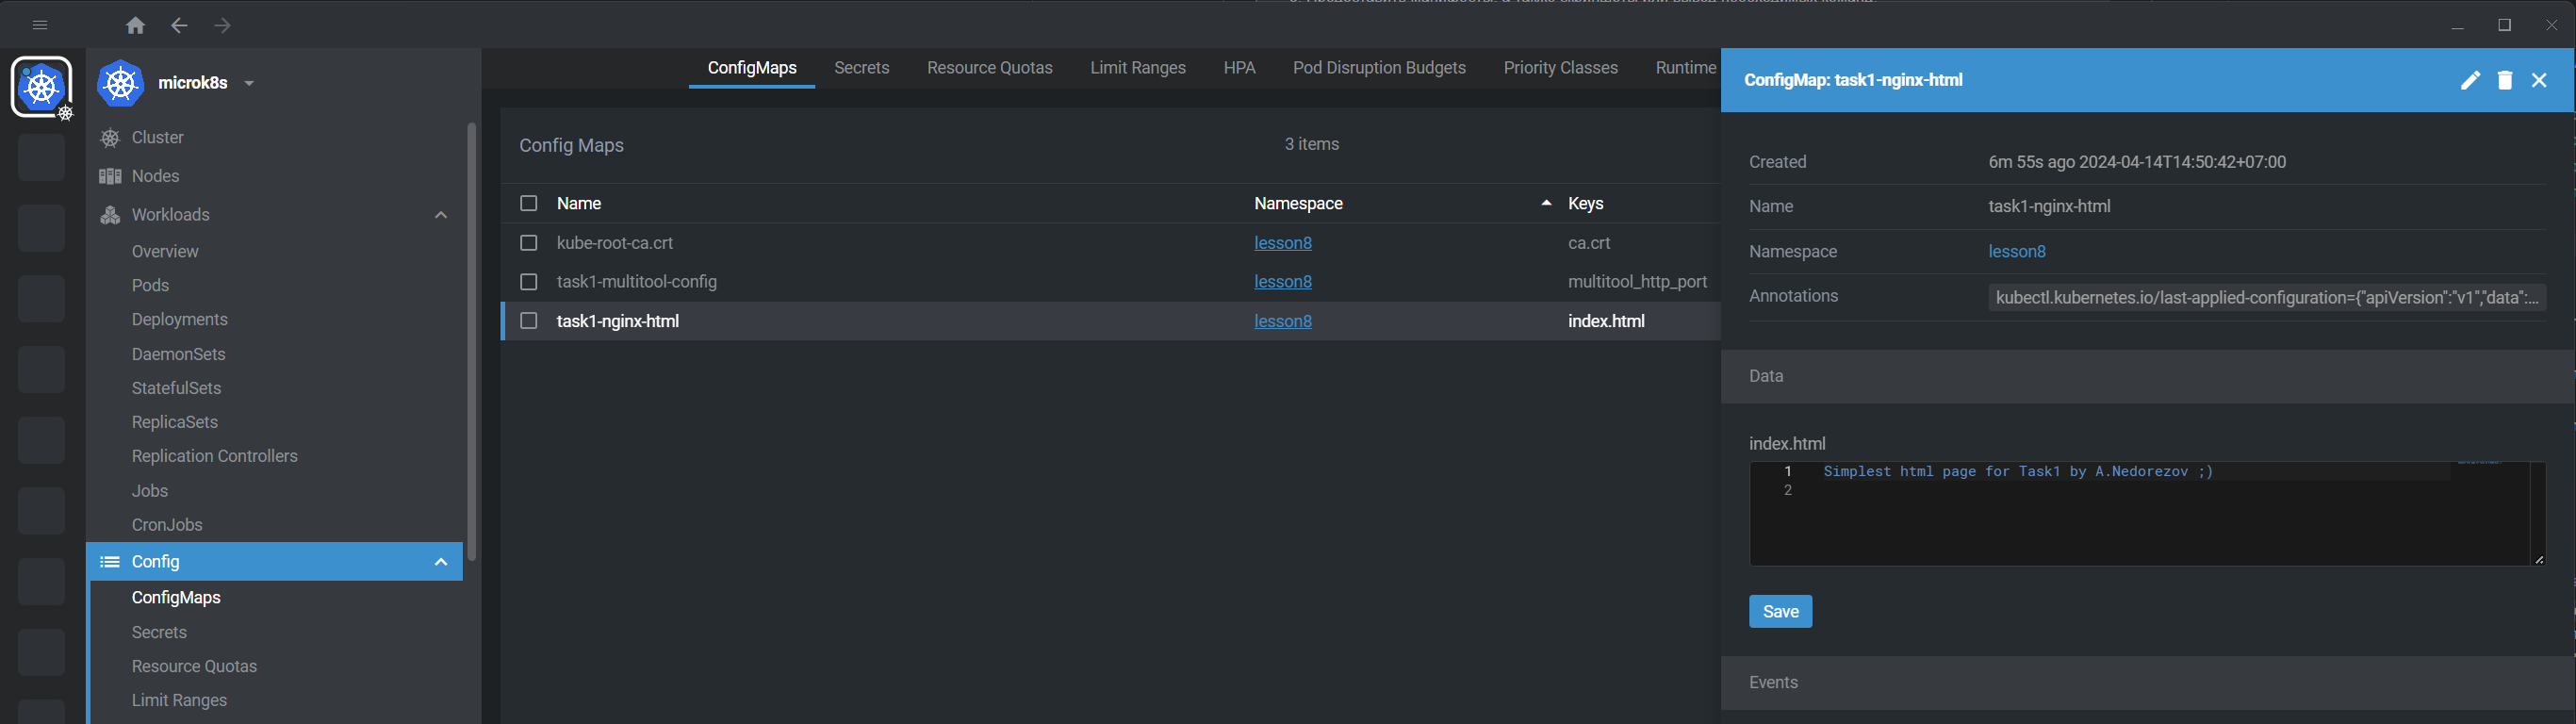 microk8s
Cluster
Nodes
Workloads
Overview
Pods
Deployments
DaemonSets
StatefulSets
ReplicaSets
Replication Controllers
Jobs
CronJobs
Config
ConfigMaps
Secrets
Resource Quotas
Limit Ranges
ConfigMaps Secrets Resource Quotas Limit Ranges HPA Pod Disruption Budgets Priority Classes Runtime
Config Maps 3 items
Name Namespace Keys
kube-root-ca.crt lesson8 ca.crt
task1-multitool-config lesson8 multitool_http_port
task1-nginx-html lesson8 index.html
ConfigMap: task1-nginx-html
Created 6m 55s ago 2024-04-14T14:50:42+07:00
Name task1-nginx-html
Namespace lesson8
Annotations kubectl.kubernetes.io/last-applied-configuration={"apiVersion":"v1","data":...
Data
index.html
1 Simplest html page for Task1 by A.Nedorezov ;)
2
Save
Events